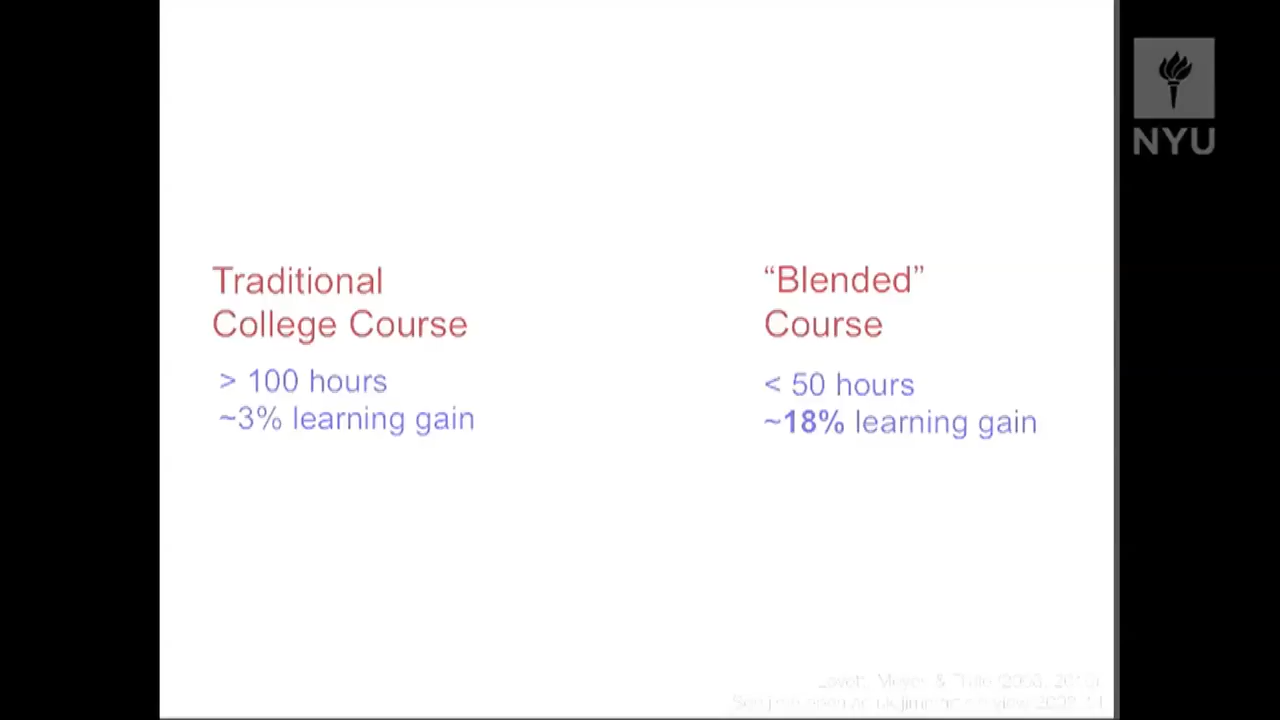 NYU
Traditional
College Course
> 100 hours
~3% learning gain
“Blended”
Course
< 50 hours
~18% learning gain